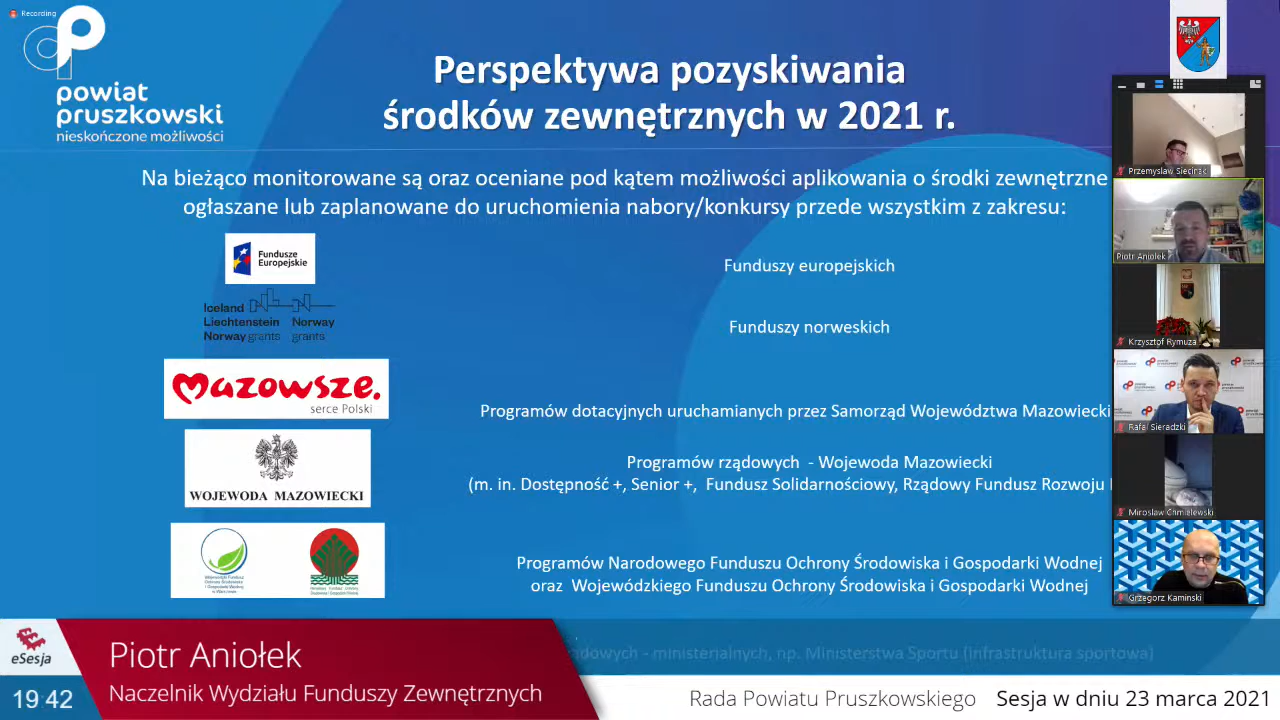 Recording
powiat
pruszkowski
nieskończone możliwości
Perspektywa pozyskiwania
środków zewnętrznych w 2021 r.
Na bieżąco monitorowane są oraz oceniane pod kątem możliwości aplikowania o środki zewnętrzne
ogłaszane lub zaplanowane do uruchomienia nabory/konkursy przede wszystkim z zakresu:
Fundusze
Europejskie
Funduszy europejskich
Iceland
Liechtenstein Norway
Norway grants grants
Funduszy norweskich
Mazowsze.
serce Polski
Programów dotacyjnych uruchamianych przez Samorząd Województwa Mazowiecki
WOJEWODA MAZOWIECKI
Programów rządowych - Wojewoda Mazowiecki
(m. in. Dostępność +, Senior +, Fundusz Solidarnościowy, Rządowy Fundusz Rozwoju
Programów Narodowego Funduszu Ochrony Środowiska i Gospodarki Wodnej
oraz Wojewódzkiego Funduszu Ochrony Środowiska i Gospodarki Wodnej
ministerialnych, np. Ministerstwa Sportu (infrastruktura sportowa)
Przemysław Sieciński
Piotr Aniołek
Krzysztof Rymuza
Rafał Sieradzki
Mirosław Chmielewski
Grzegorz Kamiński
eSesja
19:42
Piotr Aniołek
Naczelnik Wydziału Funduszy Zewnętrznych
Rada Powiatu Pruszkowskiego Sesja w dniu 23 marca 2021